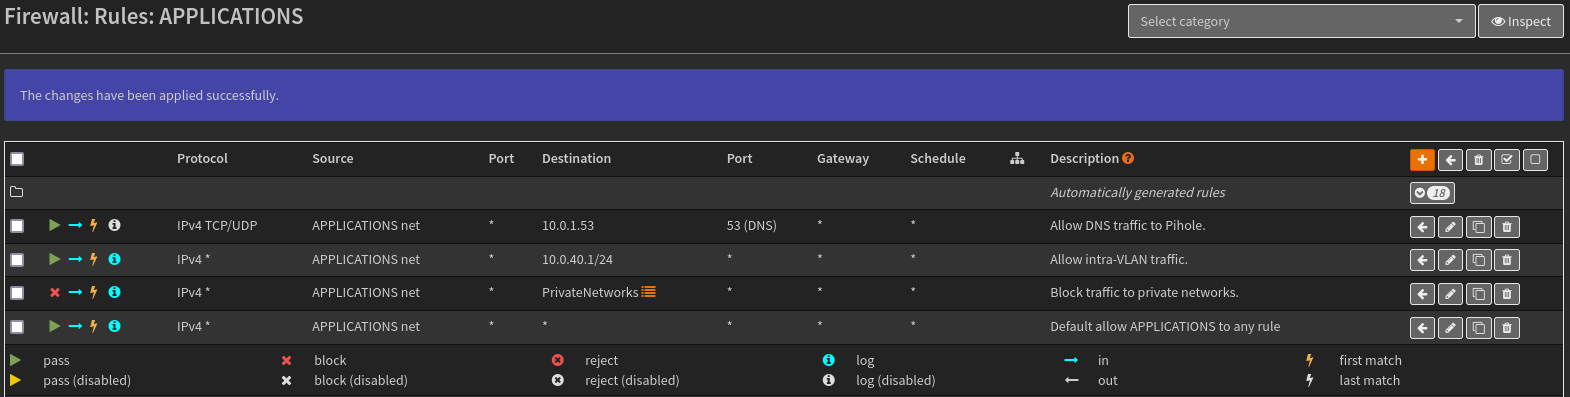 Firewall: Rules: APPLICATIONS
Select category
Inspect
The changes have been applied successfully.
Protocol Source Port Destination Port Gateway Schedule Description
Automatically generated rules 18
IPv4 TCP/UDP APPLICATIONS net * 10.0.1.53 53 (DNS) * * Allow DNS traffic to Pihole.
IPv4 * APPLICATIONS net * 10.0.40.1/24 * * * Allow intra-VLAN traffic.
IPv4 * APPLICATIONS net * PrivateNetworks * * * Block traffic to private networks.
IPv4 * APPLICATIONS net * * * * * Default allow APPLICATIONS to any rule
pass block reject log in first match
pass (disabled) block (disabled) reject (disabled) log (disabled) out last match